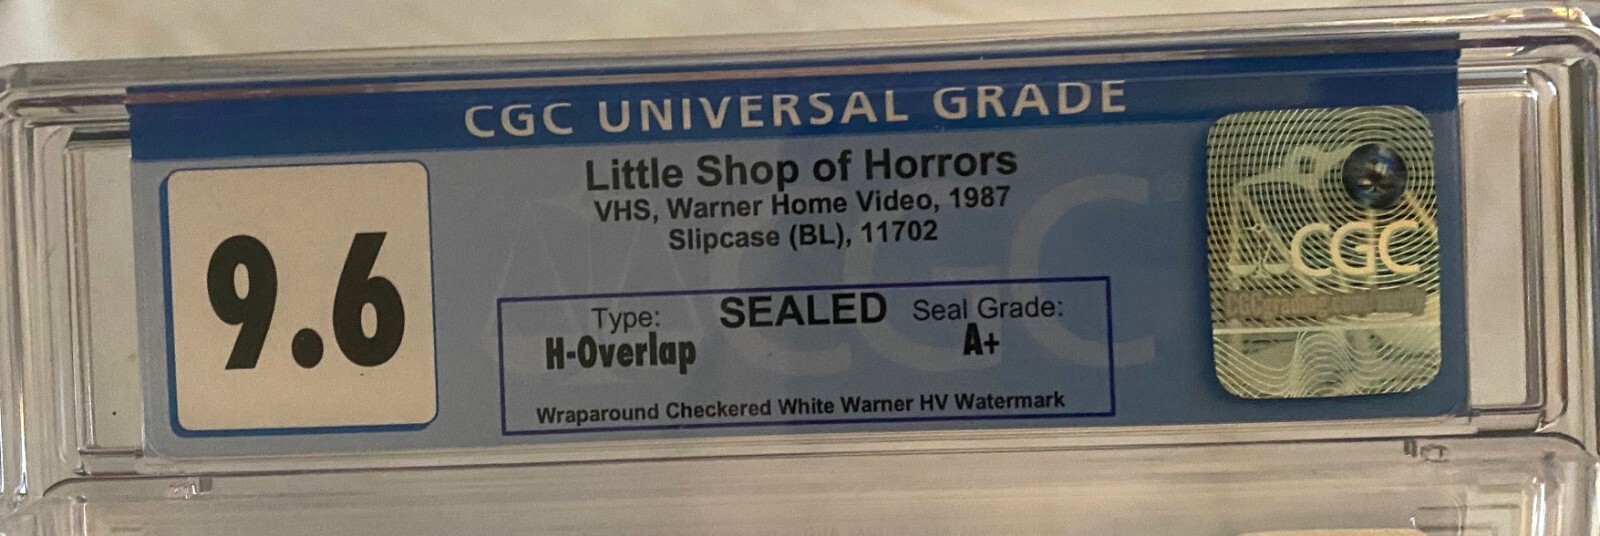 CGC UNIVERSAL GRADE
9.6
Little Shop of Horrors
VHS, Warner Home Video, 1987
Slipcase (BL), 11702
Type: SEALED Seal Grade:
H-Overlap A+
Wraparound Checkered White Warner HV Watermark
CGC
CGC